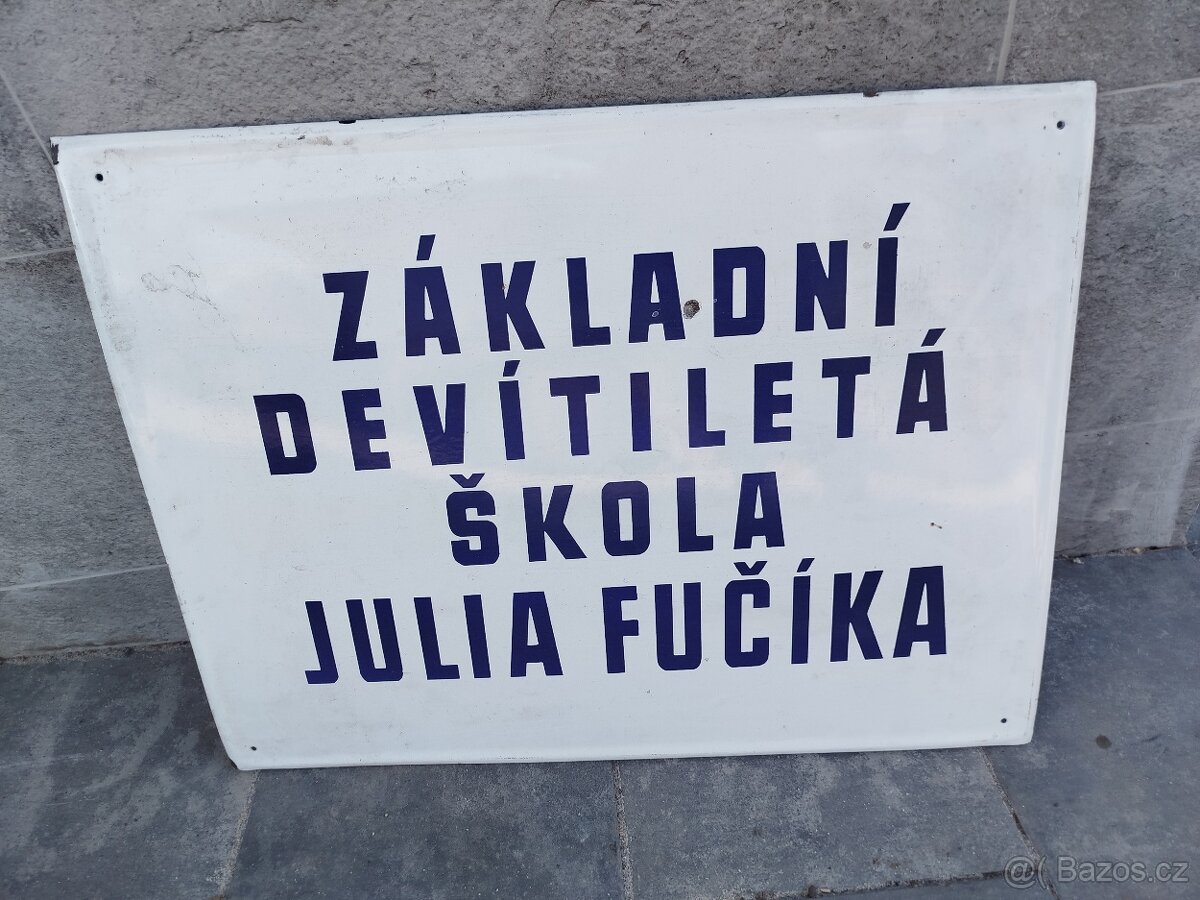 ZÁKLADNÍ
DEVÍTILETÁ
ŠKOLA
JULIA FUČÍKA
@( Bazos.cz